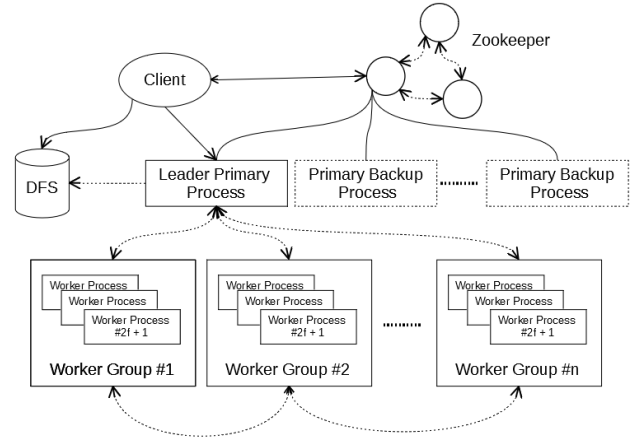 Zookeeper
Client
DFS
Leader Primary
Process
Primary Backup
Process
Primary Backup
Process
Worker Process
Worker Process
Worker Process
#2f + 1
Worker Group #1
Worker Process
Worker Process
Worker Process
#2f + 1
Worker Group #2
Worker Process
Worker Process
Worker Process
#2f + 1
Worker Group #n